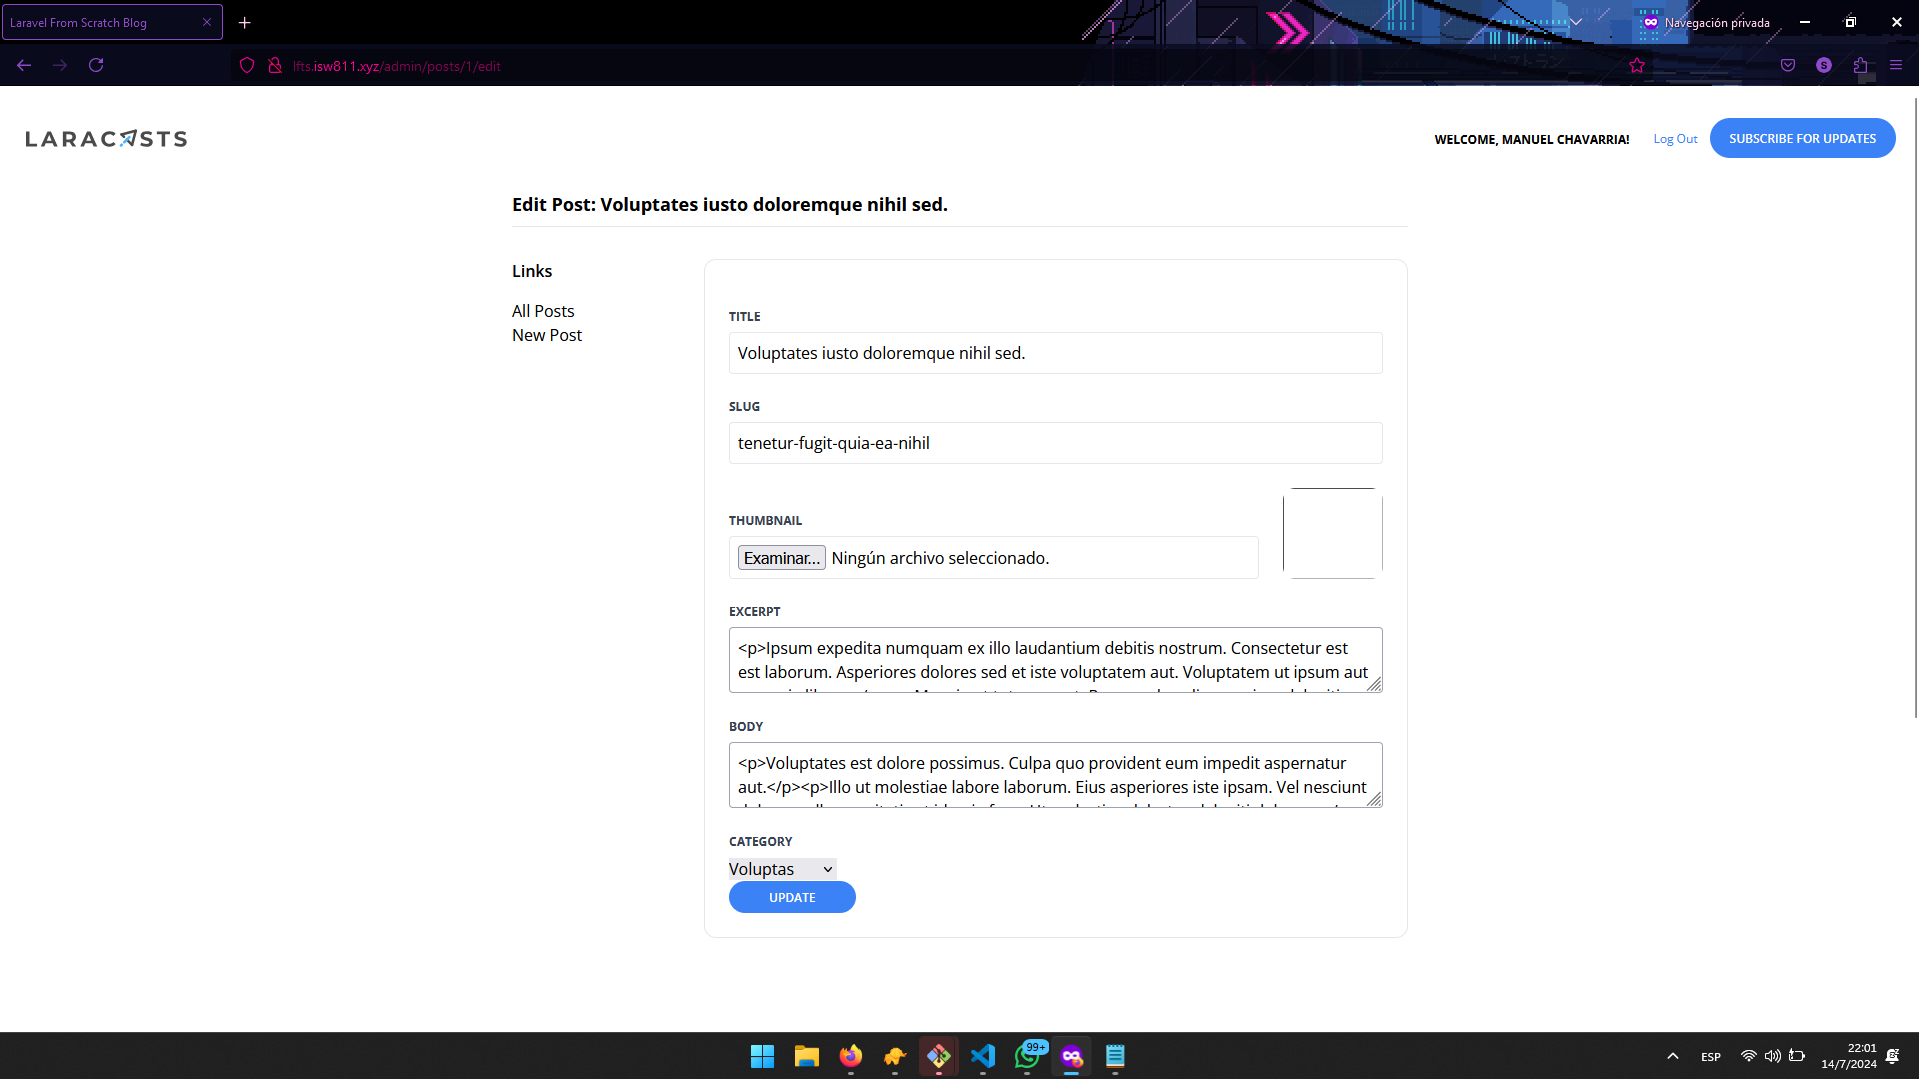 Laravel From Scratch Blog
Navegación privada
lfts.isw811.xyz/admin/posts/1/edit
S
LARACASTS
WELCOME, MANUEL CHAVARRIA!
Log Out
SUBSCRIBE FOR UPDATES
Edit Post: Voluptates iusto doloremque nihil sed.
Links
All Posts
New Post
TITLE
Voluptates iusto doloremque nihil sed.
SLUG
tenetur-fugit-quia-ea-nihil
THUMBNAIL
Examinar... Ningún archivo seleccionado.
EXCERPT
<p>Ipsum expedita numquam ex illo laudantium debitis nostrum. Consectetur est
est laborum. Asperiores dolores sed et iste voluptatem aut. Voluptatem ut ipsum aut
BODY
<p>Voluptates est dolore possimus. Culpa quo provident eum impedit aspernatur
aut.</p><p>Illo ut molestiae labore laborum. Eius asperiores iste ipsam. Vel nesciunt
CATEGORY
Voluptas
UPDATE
99+
ESP
22:01
14/7/2024